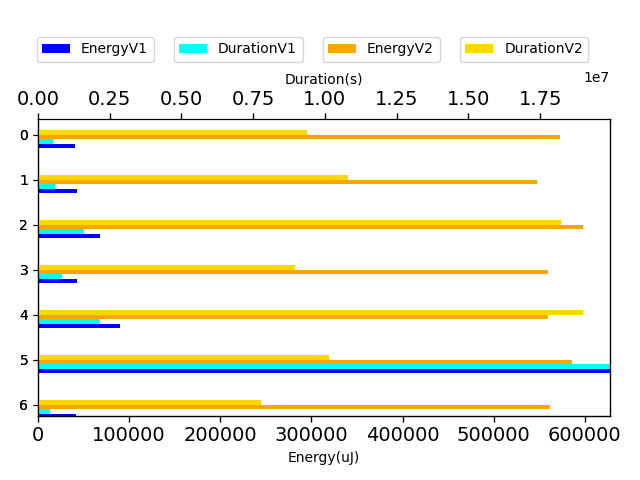 EnergyV1 DurationV1 EnergyV2 DurationV2
Duration(s)
1e7
0.00 0.25 0.50 0.75 1.00 1.25 1.50 1.75
0
1
2
3
4
5
6
0 100000 200000 300000 400000 500000 600000
Energy(uJ)